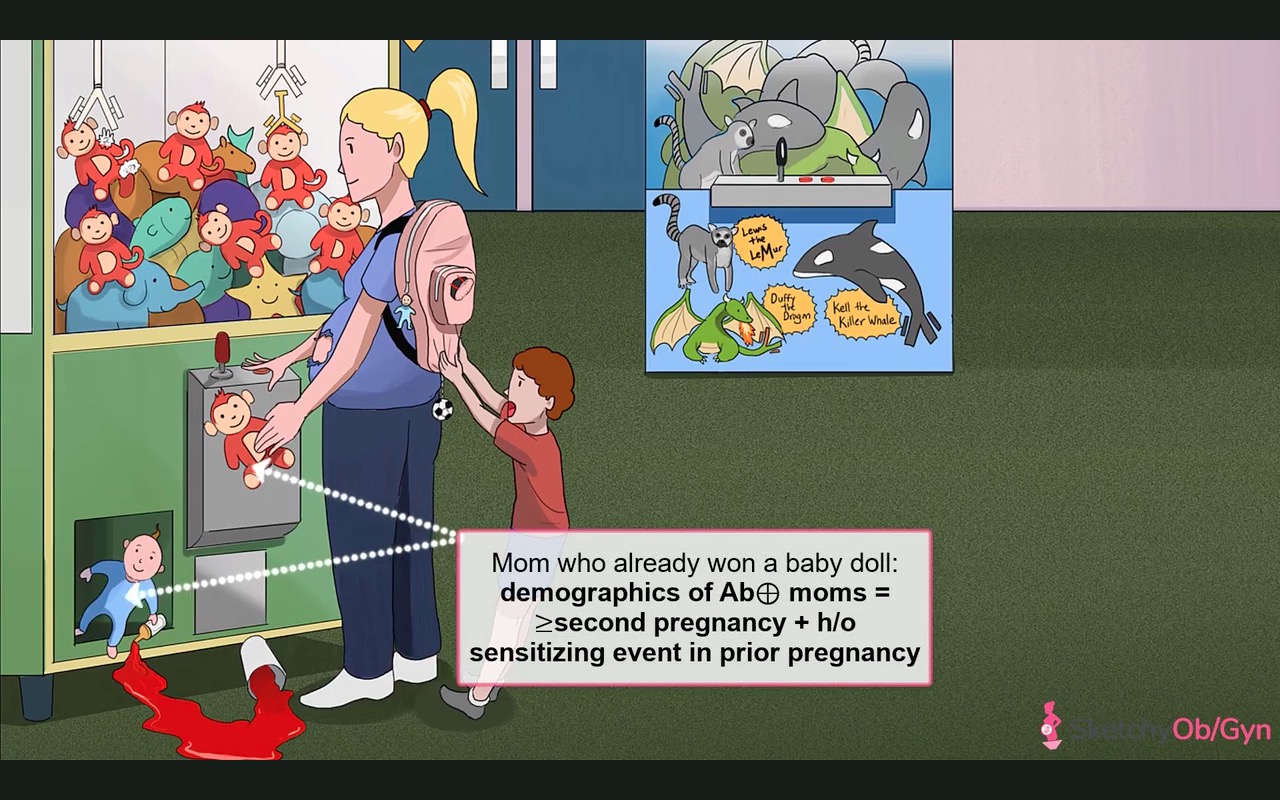 D
D
D
D
D
D
Lewis
the
LeMur
Duffy
the
Dragon
Kell the
Killer Whale
Mom who already won a baby doll:
demographics of Ab⊕ moms =
≥second pregnancy + h/o
sensitizing event in prior pregnancy
SketchyOb/Gyn